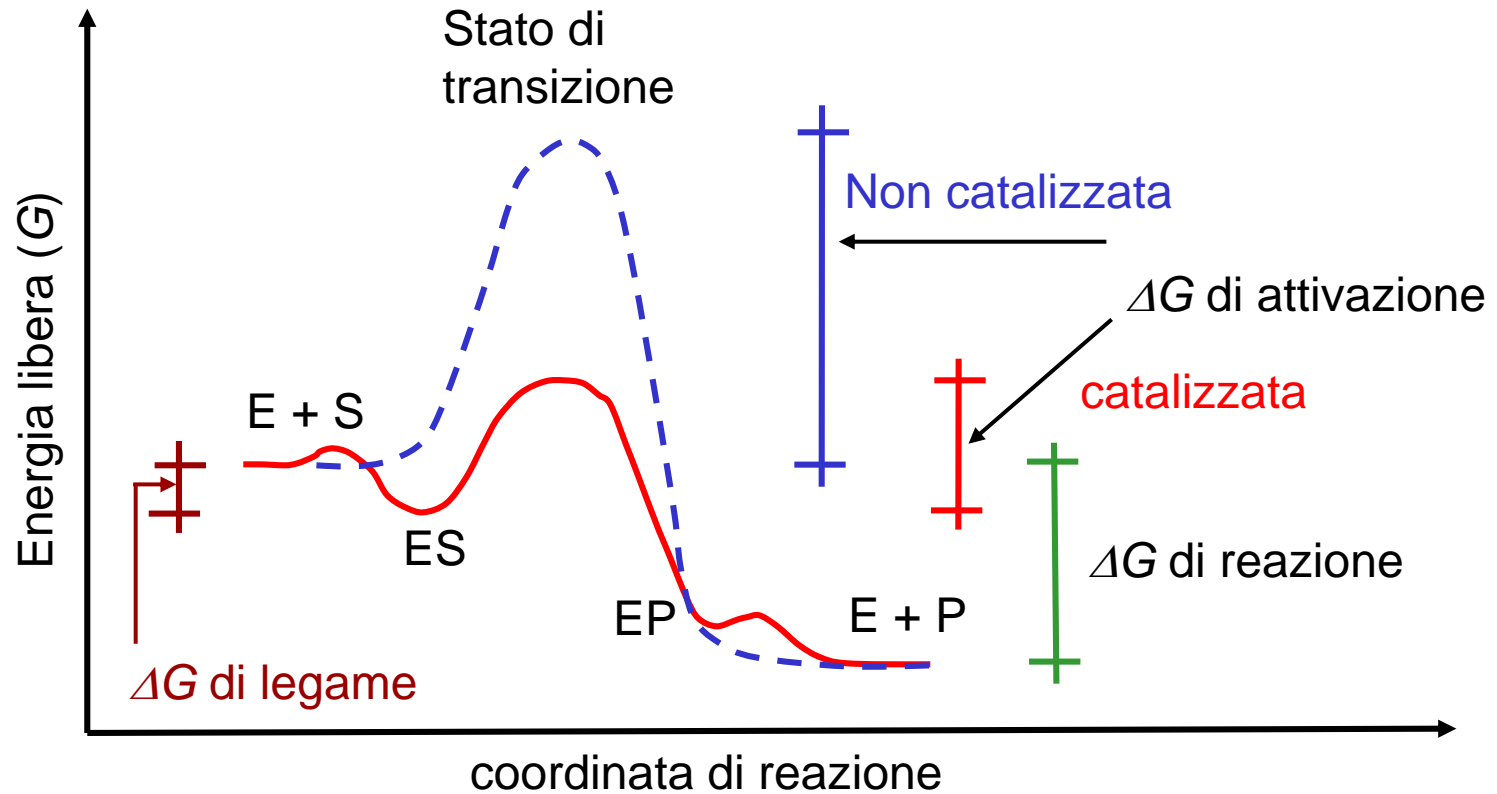 Stato di
transizione
Energia libera (G)
Non catalizzata
ΔG di attivazione
catalizzata
E + S
ES
ΔG di reazione
EP
E + P
ΔG di legame
coordinata di reazione